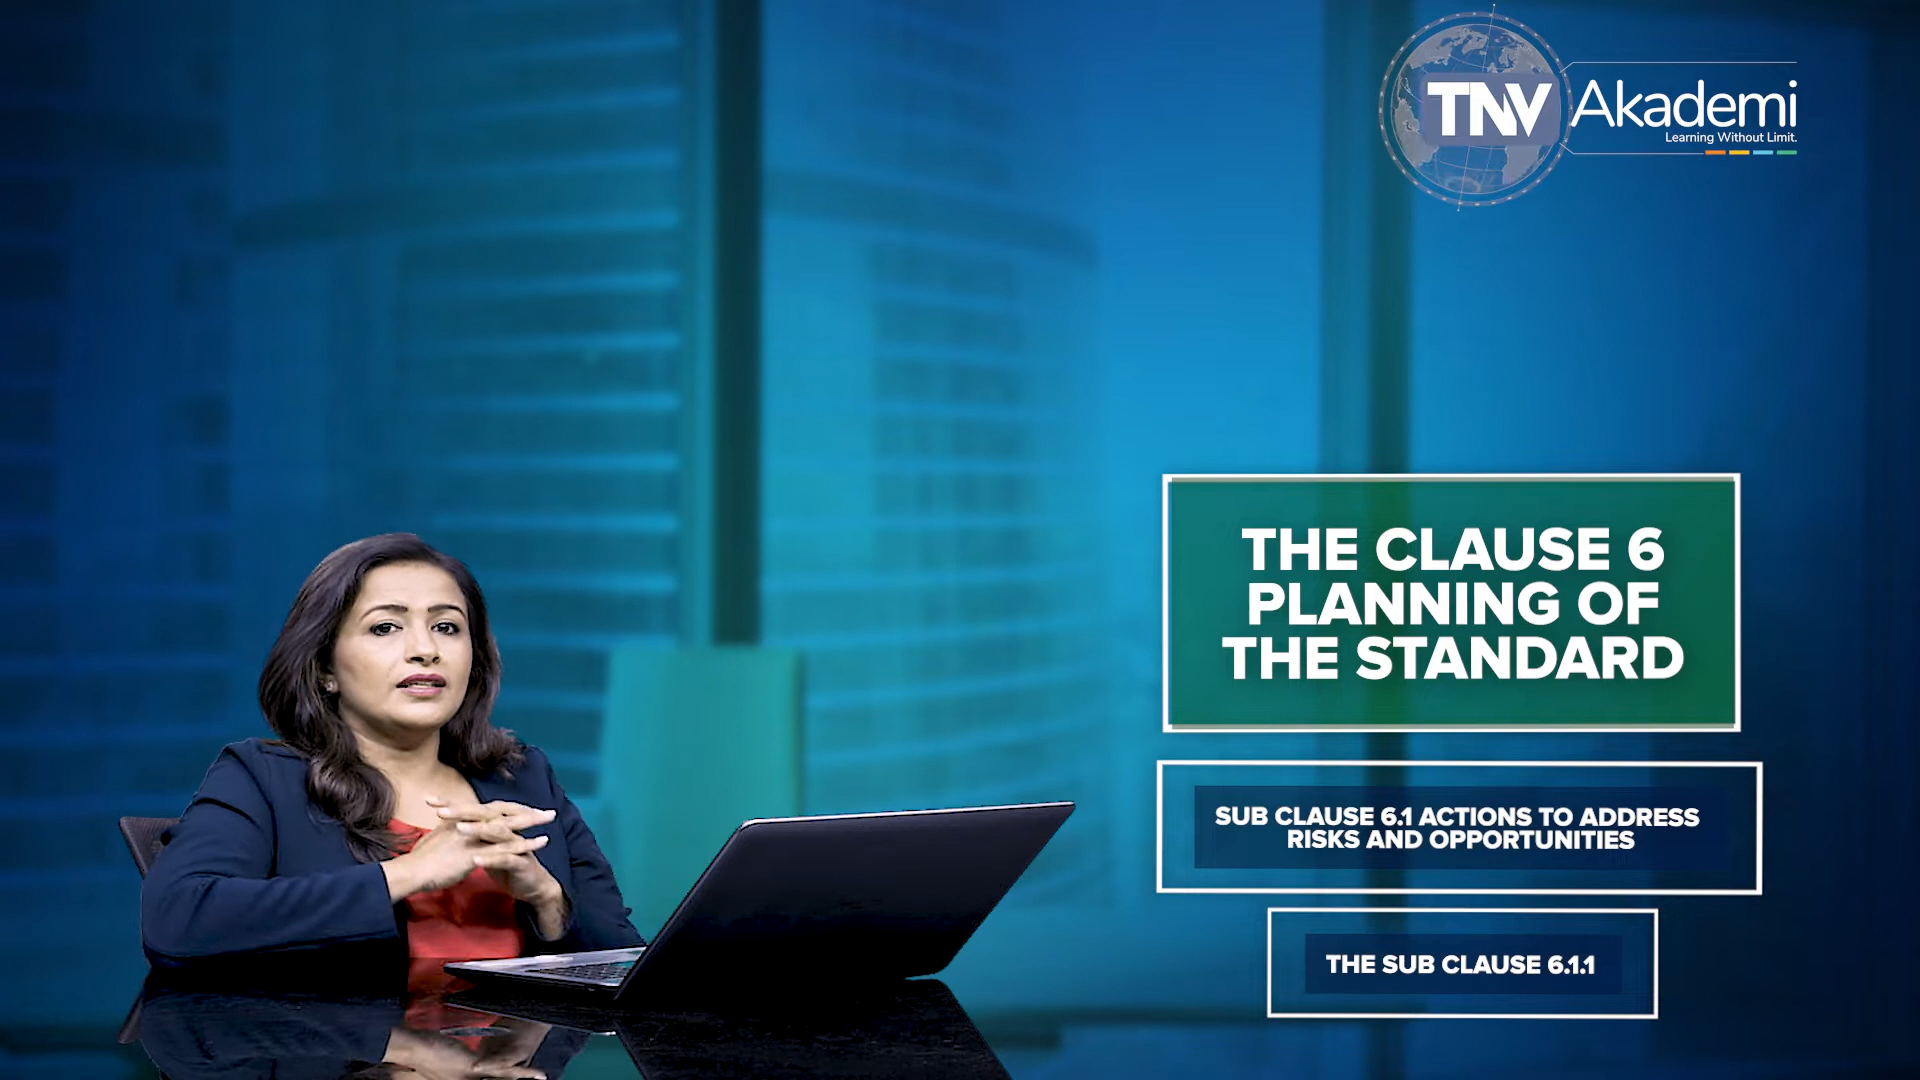 TNV Akademi
Learning Without Limit.
THE CLAUSE 6
PLANNING OF
THE STANDARD
SUB CLAUSE 6.1 ACTIONS TO ADDRESS
RISKS AND OPPORTUNITIES
THE SUB CLAUSE 6.1.1